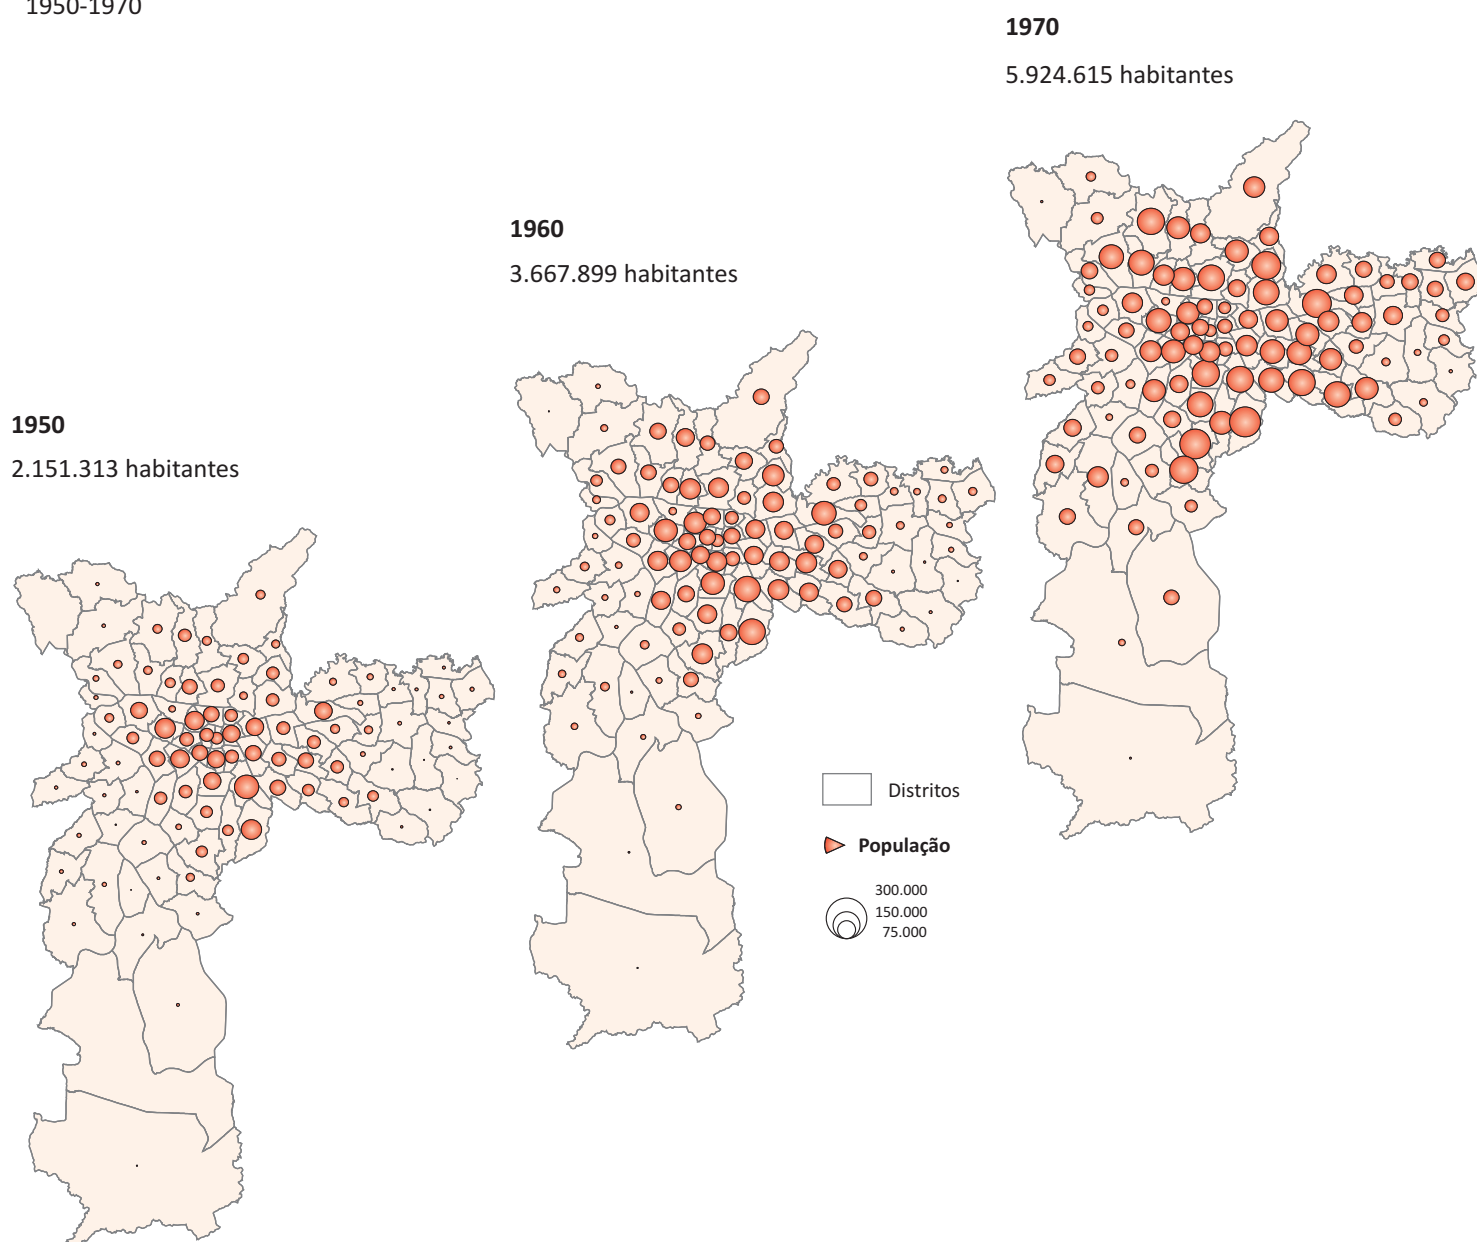 1950-1970
1970
5.924.615 habitantes
1960
3.667.899 habitantes
1950
2.151.313 habitantes
Distritos
População
300.000
150.000
75.000